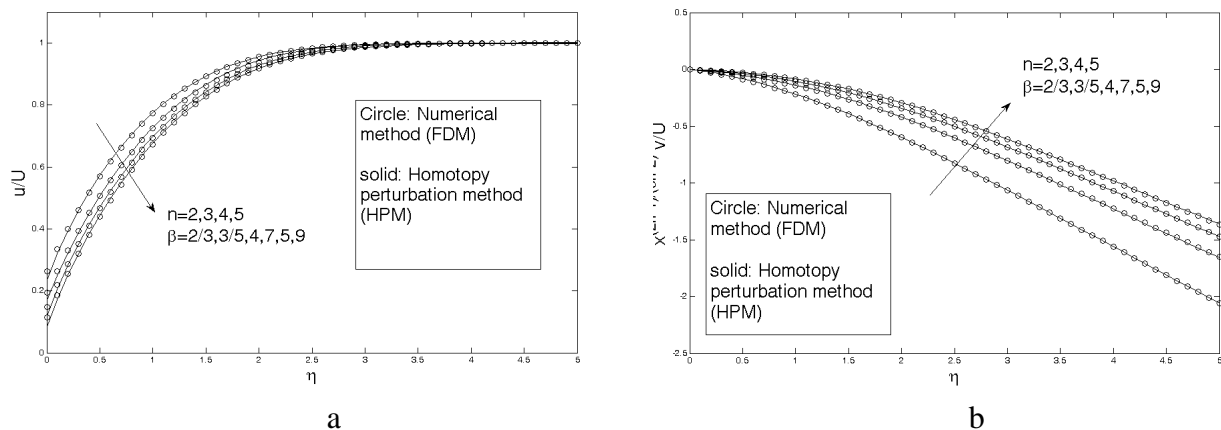 1
0.8
0.6
0.4
0.2
0
u/U
0
0.5
1
1.5
2
2.5
3
3.5
4
4.5
5
η
Circle: Numerical
method (FDM)
solid: Homotopy
perturbation method
(HPM)
n=2,3,4,5
β=2/3,3/5,4,7,5,9
a
0.5
0.0
-0.5
-1
-1.5
-2
-2.5
V/U
0
0.5
1
1.5
2
2.5
3
3.5
4
4.5
5
η
n=2,3,4,5
β=2/3,3/5,4,7,5,9
Circle: Numerical
method (FDM)
solid: Homotopy
perturbation method
(HPM)
b